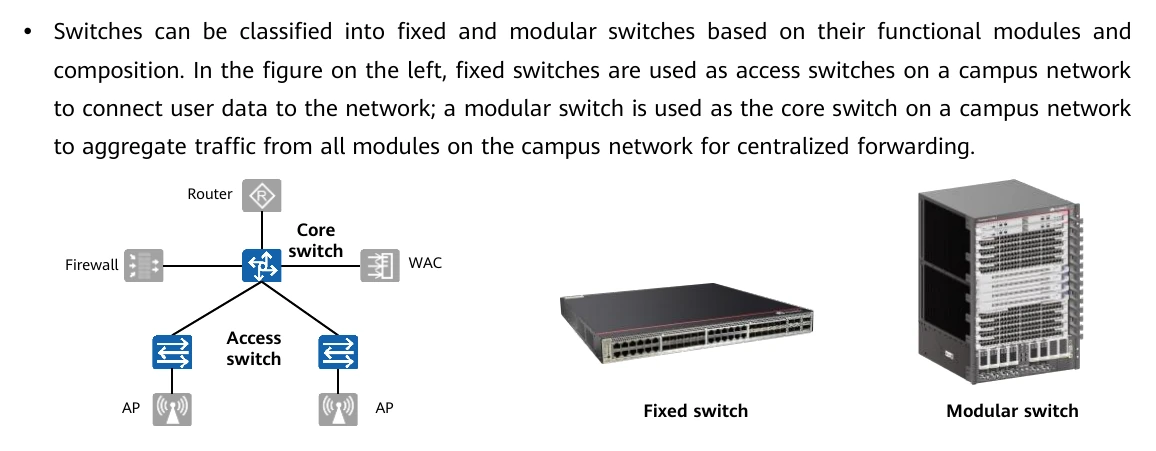 • Switches can be classified into fixed and modular switches based on their functional modules and
composition. In the figure on the left, fixed switches are used as access switches on a campus network
to connect user data to the network; a modular switch is used as the core switch on a campus network
to aggregate traffic from all modules on the campus network for centralized forwarding.
Router
R
Core
switch
Firewall
WAC
Access
switch
AP
AP
Fixed switch
Modular switch